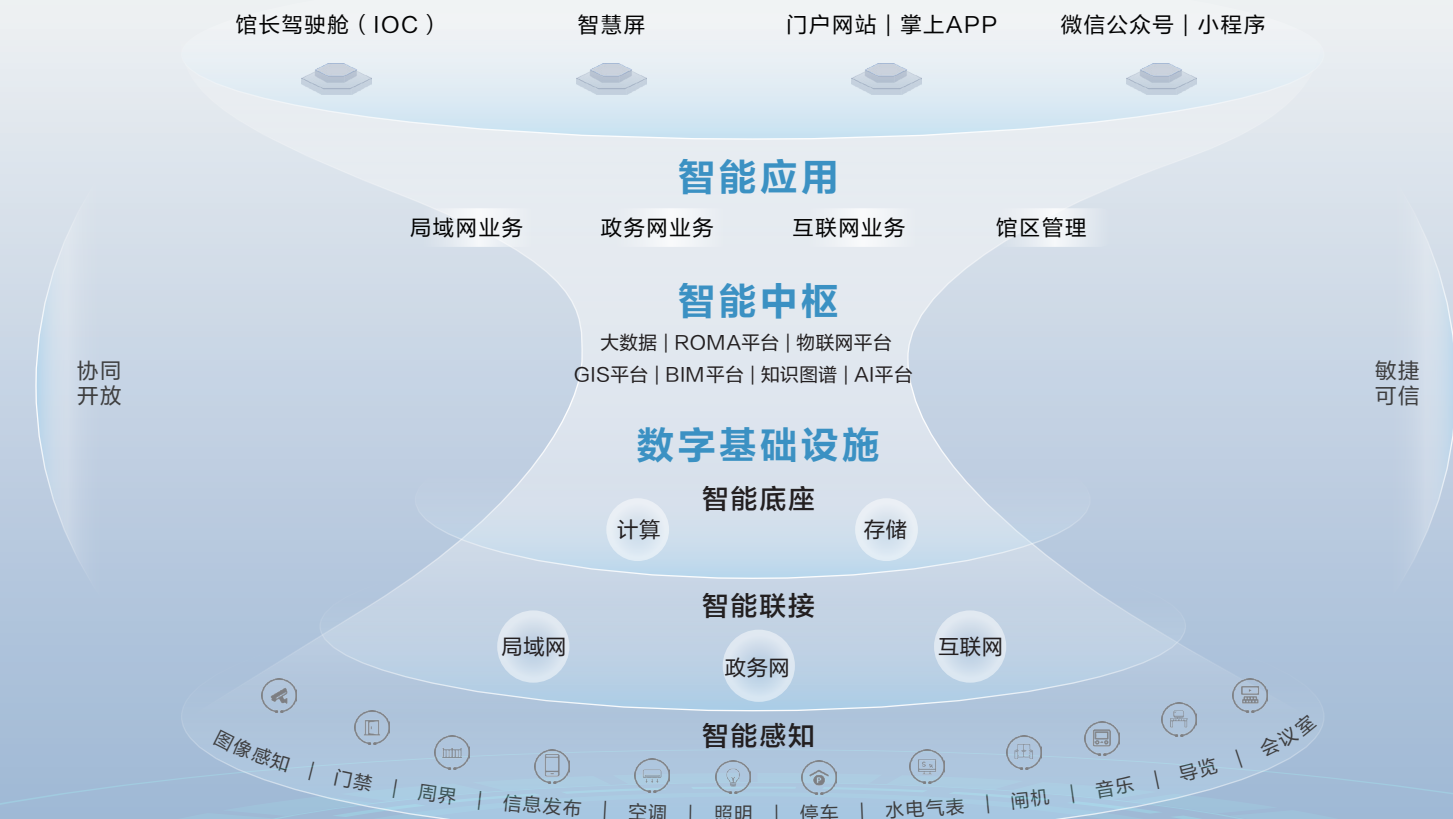 馆长驾驶舱（IOC）
智慧屏
门户网站 | 掌上APP
微信公众号 | 小程序
智能应用
局域网业务
政务网业务
互联网业务
馆区管理
智能中枢
大数据 | ROMA平台 | 物联网平台
GIS平台 | BIM平台 | 知识图谱 | AI平台
协同
开放
敏捷
可信
数字基础设施
智能底座
计算
存储
智能联接
局域网
政务网
互联网
智能感知
图像感知 | 门禁 | 周界 | 信息发布 | 空调 | 照明 | 停车 | 水电气表 | 闸机 | 音乐 | 导览 | 会议室